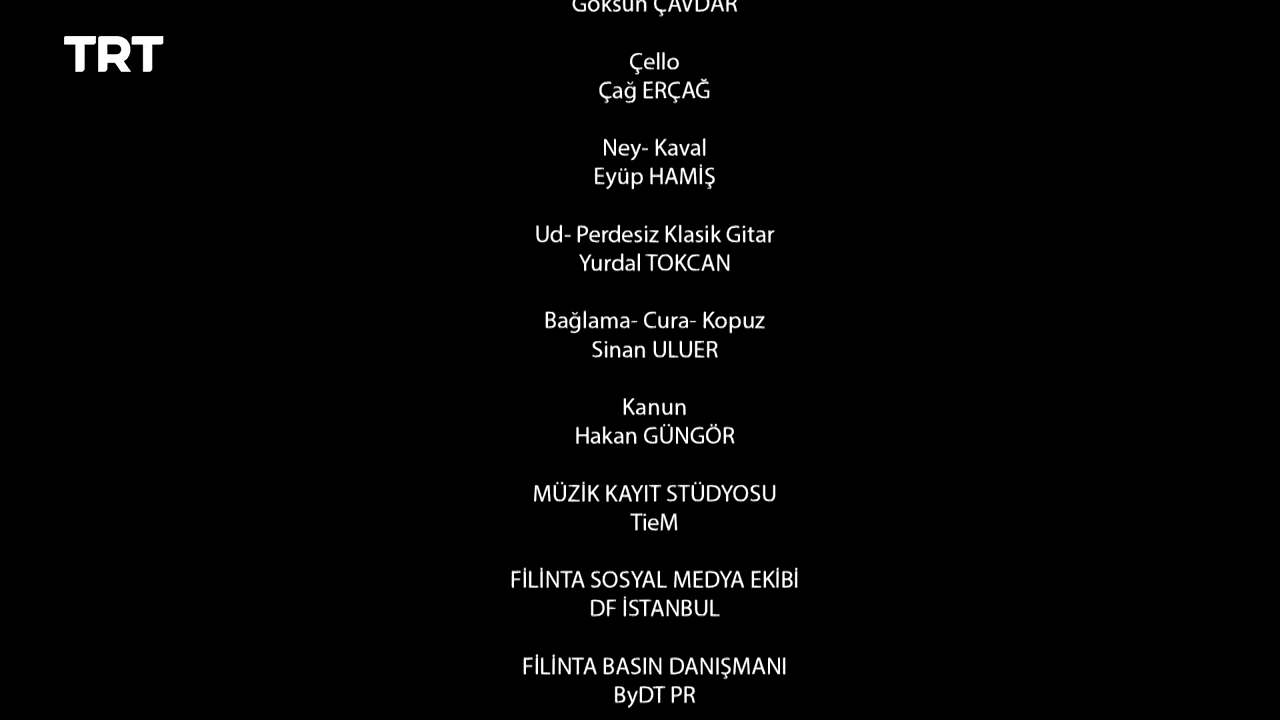 Göksun ÇAVDAR
TRT
Çello
Çağ ERÇAĞ
Ney- Kaval
Eyüp HAMİŞ
Ud- Perdesiz Klasik Gitar
Yurdal TOKCAN
Bağlama- Cura- Kopuz
Sinan ULUER
Kanun
Hakan GÜNGÖR
MÜZİK KAYIT STÜDYOSU
TieM
FİLİNTA SOSYAL MEDYA EKİBİ
DF İSTANBUL
FİLİNTA BASIN DANIŞMANI
ByDT PR